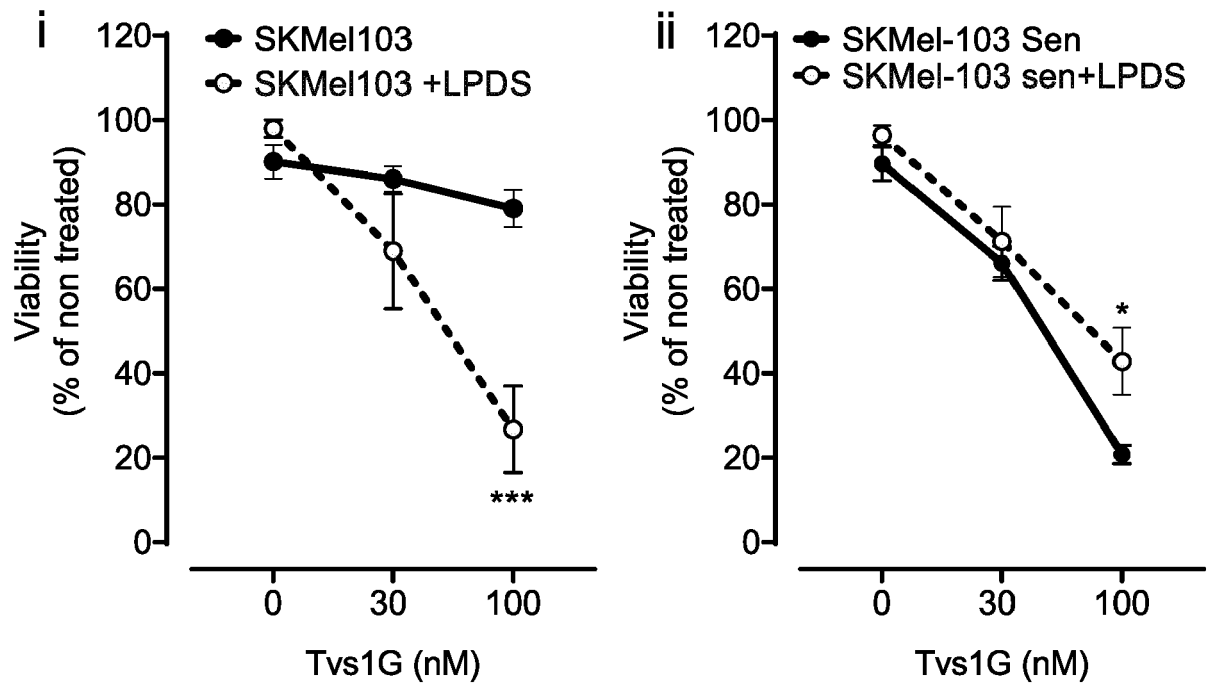 i
SKMel103
SKMel103 +LPDS
Viability
(% of non treated)
120
100
80
60
40
20
0
***
0 30 100
Tvs1G (nM)
ii
SKMel-103 Sen
SKMel-103 sen+LPDS
Viability
(% of non treated)
120
100
80
60
40
20
0
*
0 30 100
Tvs1G (nM)